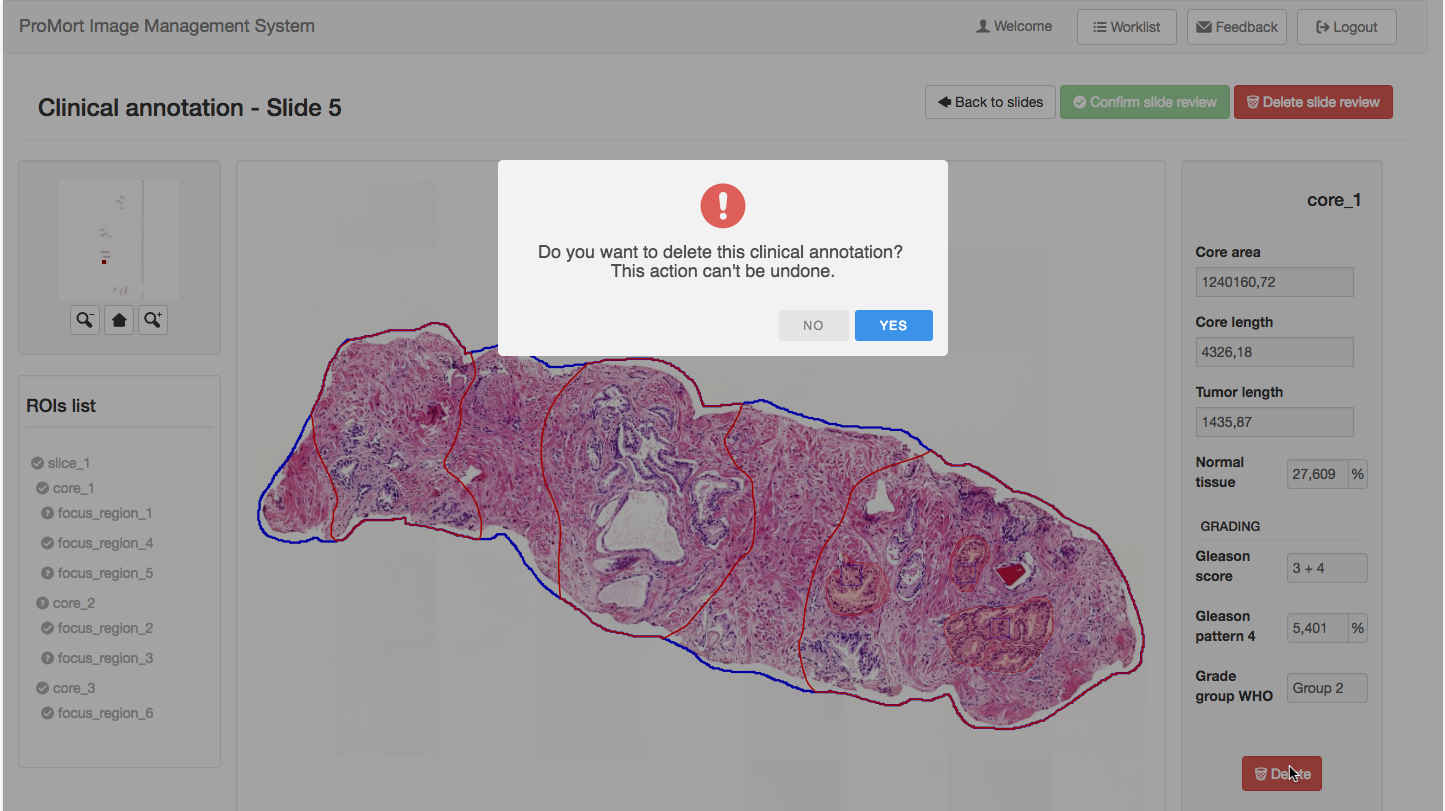 ProMort Image Management System
Welcome
Worklist
Feedback
Logout
Clinical annotation - Slide 5
Back to slides
Confirm slide review
Delete slide review
Do you want to delete this clinical annotation?
This action can't be undone.
NO
YES
ROIs list
slice_1
core_1
focus_region_1
focus_region_4
focus_region_5
core_2
focus_region_2
focus_region_3
core_3
focus_region_6
core_1
Core area
1240160,72
Core length
4326,18
Tumor length
1435,87
Normal
tissue
27,609 %
GRADING
Gleason
score
3 + 4
Gleason
pattern 4
5,401 %
Grade
group WHO
Group 2
Delete